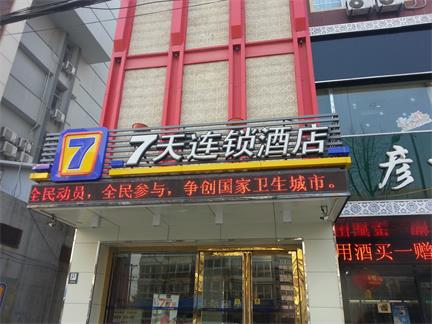 7
7天连锁酒店
全民动员，全民参与，争创国家卫生城市。
彦
用酒买一赠